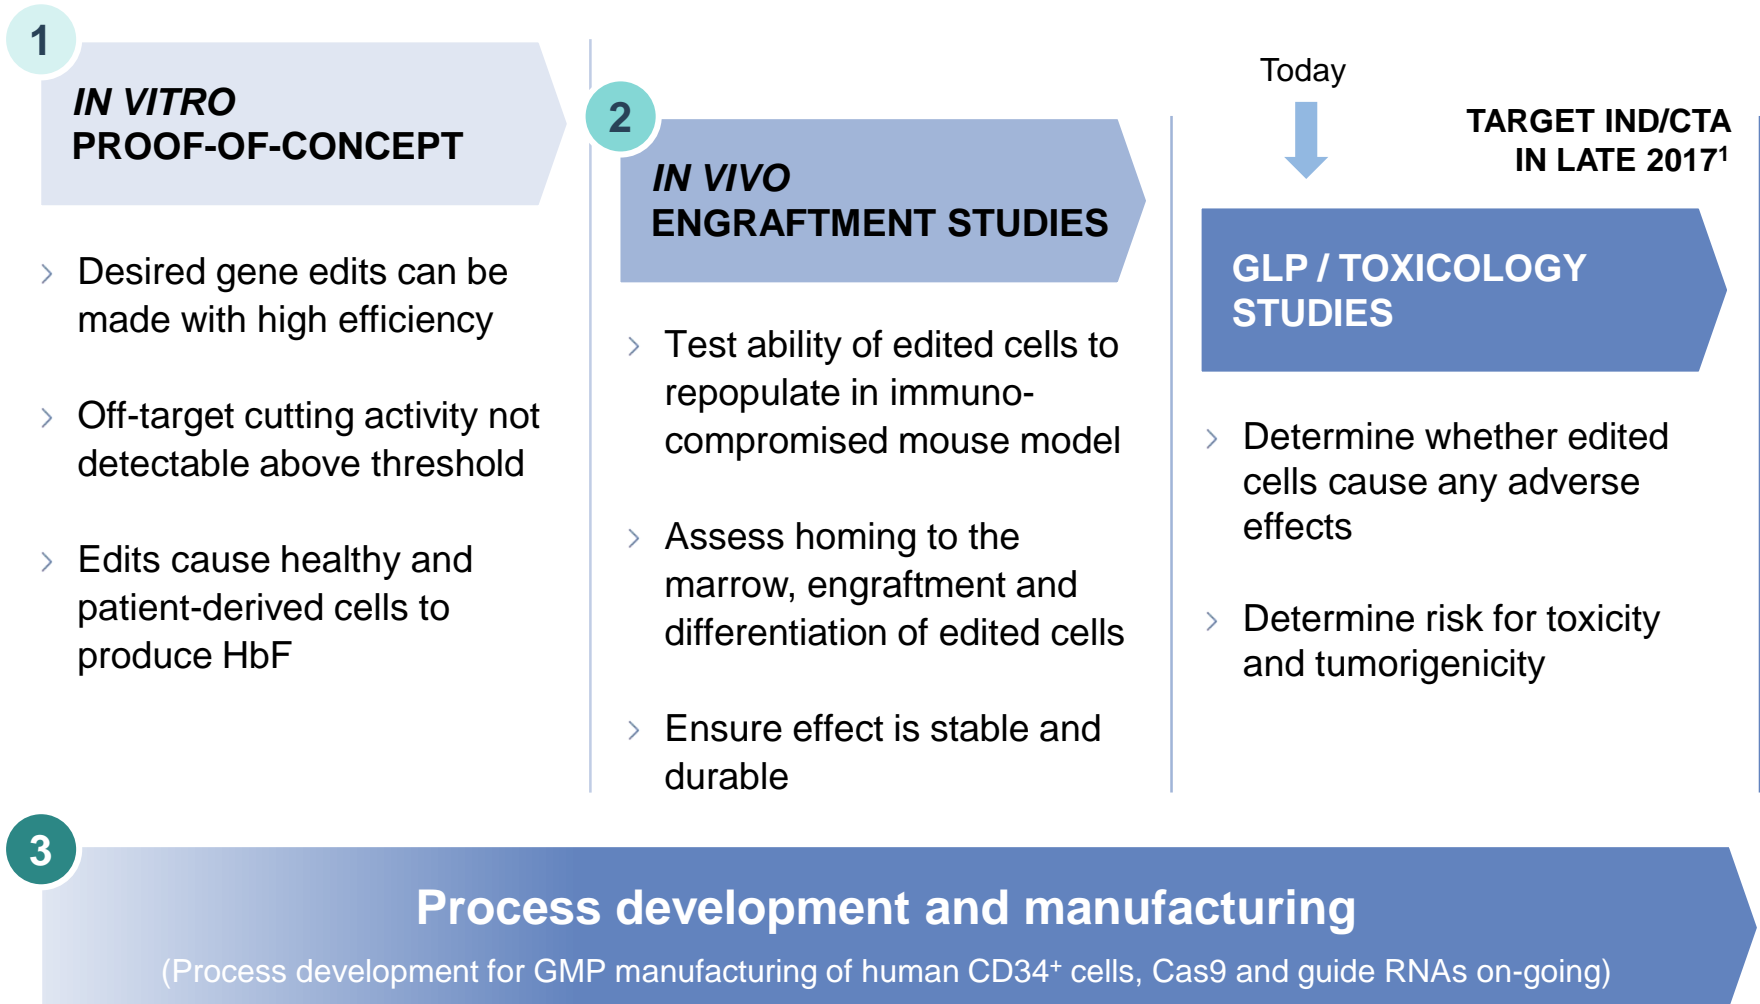 1
IN VITRO
PROOF-OF-CONCEPT
› Desired gene edits can be
made with high efficiency
› Off-target cutting activity not
detectable above threshold
› Edits cause healthy and
patient-derived cells to
produce HbF
2
IN VIVO
ENGRAFTMENT STUDIES
› Test ability of edited cells to
repopulate in immuno-
compromised mouse model
› Assess homing to the
marrow, engraftment and
differentiation of edited cells
› Ensure effect is stable and
durable
Today
TARGET IND/CTA
IN LATE 2017¹
GLP / TOXICOLOGY
STUDIES
› Determine whether edited
cells cause any adverse
effects
› Determine risk for toxicity
and tumorigenicity
3
Process development and manufacturing
(Process development for GMP manufacturing of human CD34⁺ cells, Cas9 and guide RNAs on-going)